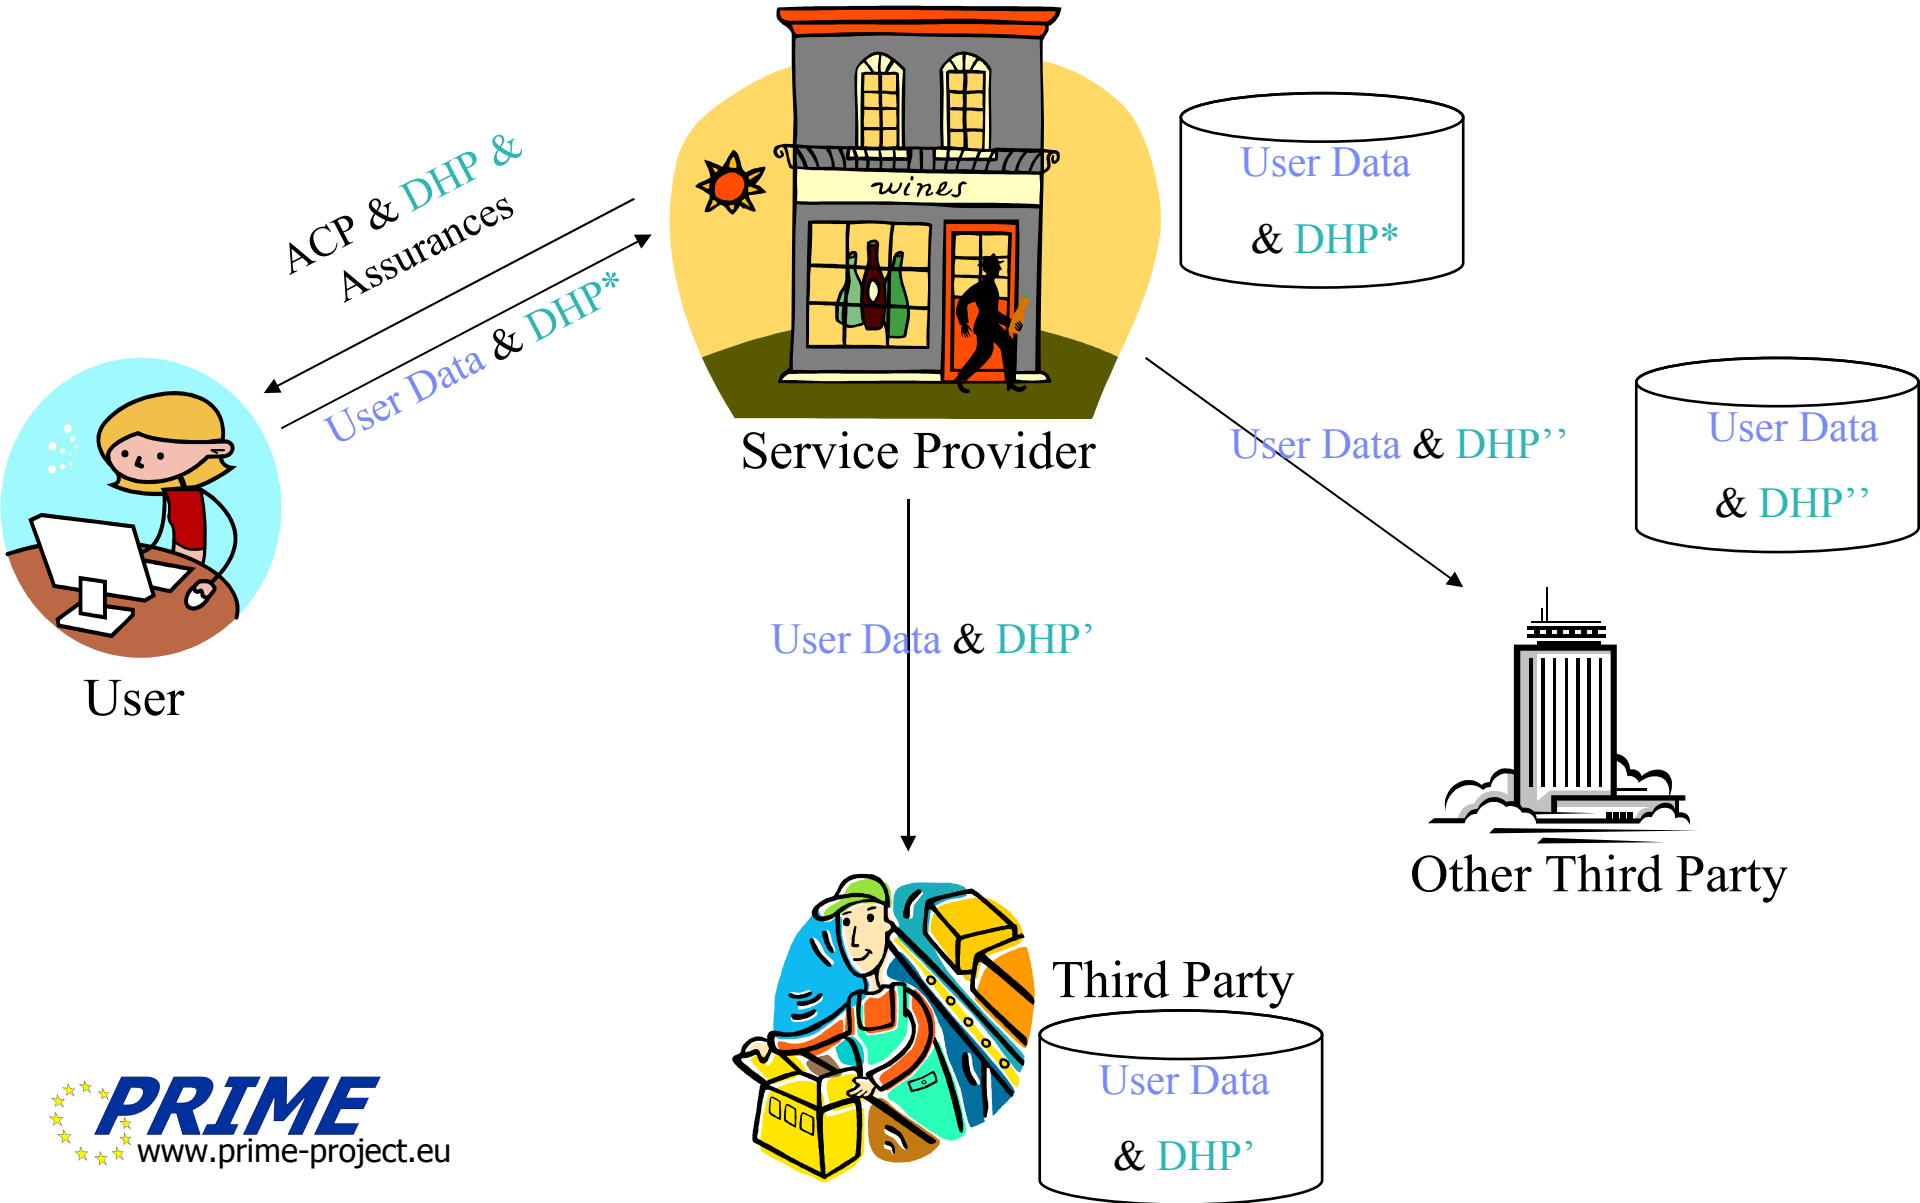 wines
User Data
& DHP*
ACP & DHP &
Assurances
User Data & DHP*
Service Provider
User Data & DHP’’
User Data
& DHP’’
User
User Data & DHP’
Other Third Party
Third Party
User Data
& DHP’
PRIME
www.prime-project.eu